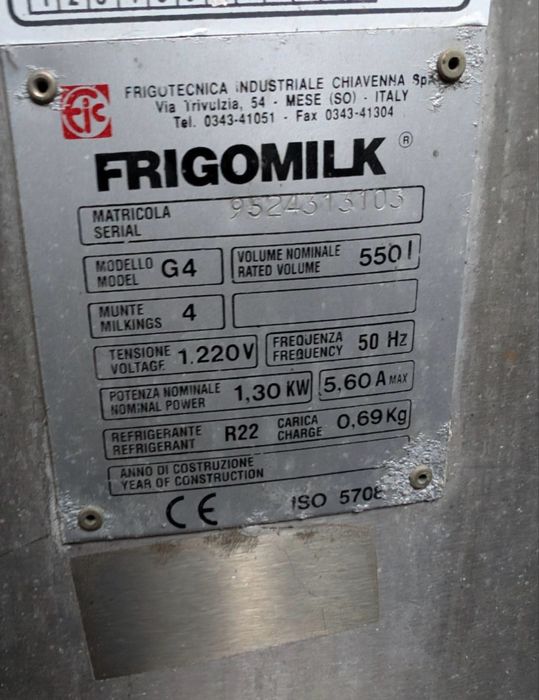 FRIGOTECNICA INDUSTRIALE CHIAVENNA SpA
Via Trivulzia, 54 - MESE (SO) - ITALY
Tel. 0343-41051 - Fax 0343-41304
Fic
FRIGOMILK ®
MATRICOLA 9524313103
SERIAL
MODELLO G4 VOLUME NOMINALE 550 l
MODEL RATED VOLUME
MUNTE 4
MILKINGS
TENSIONE 1.220V FREQUENZA 50 Hz
VOLTAGE FREQUENCY
POTENZA NOMINALE 1,30 KW 5,60 A MAX
NOMINAL POWER
REFRIGERANTE R22 CARICA 0,69Kg
REFRIGERANT CHARGE
ANNO DI COSTRUZIONE
YEAR OF CONSTRUCTION
CE ISO 5708